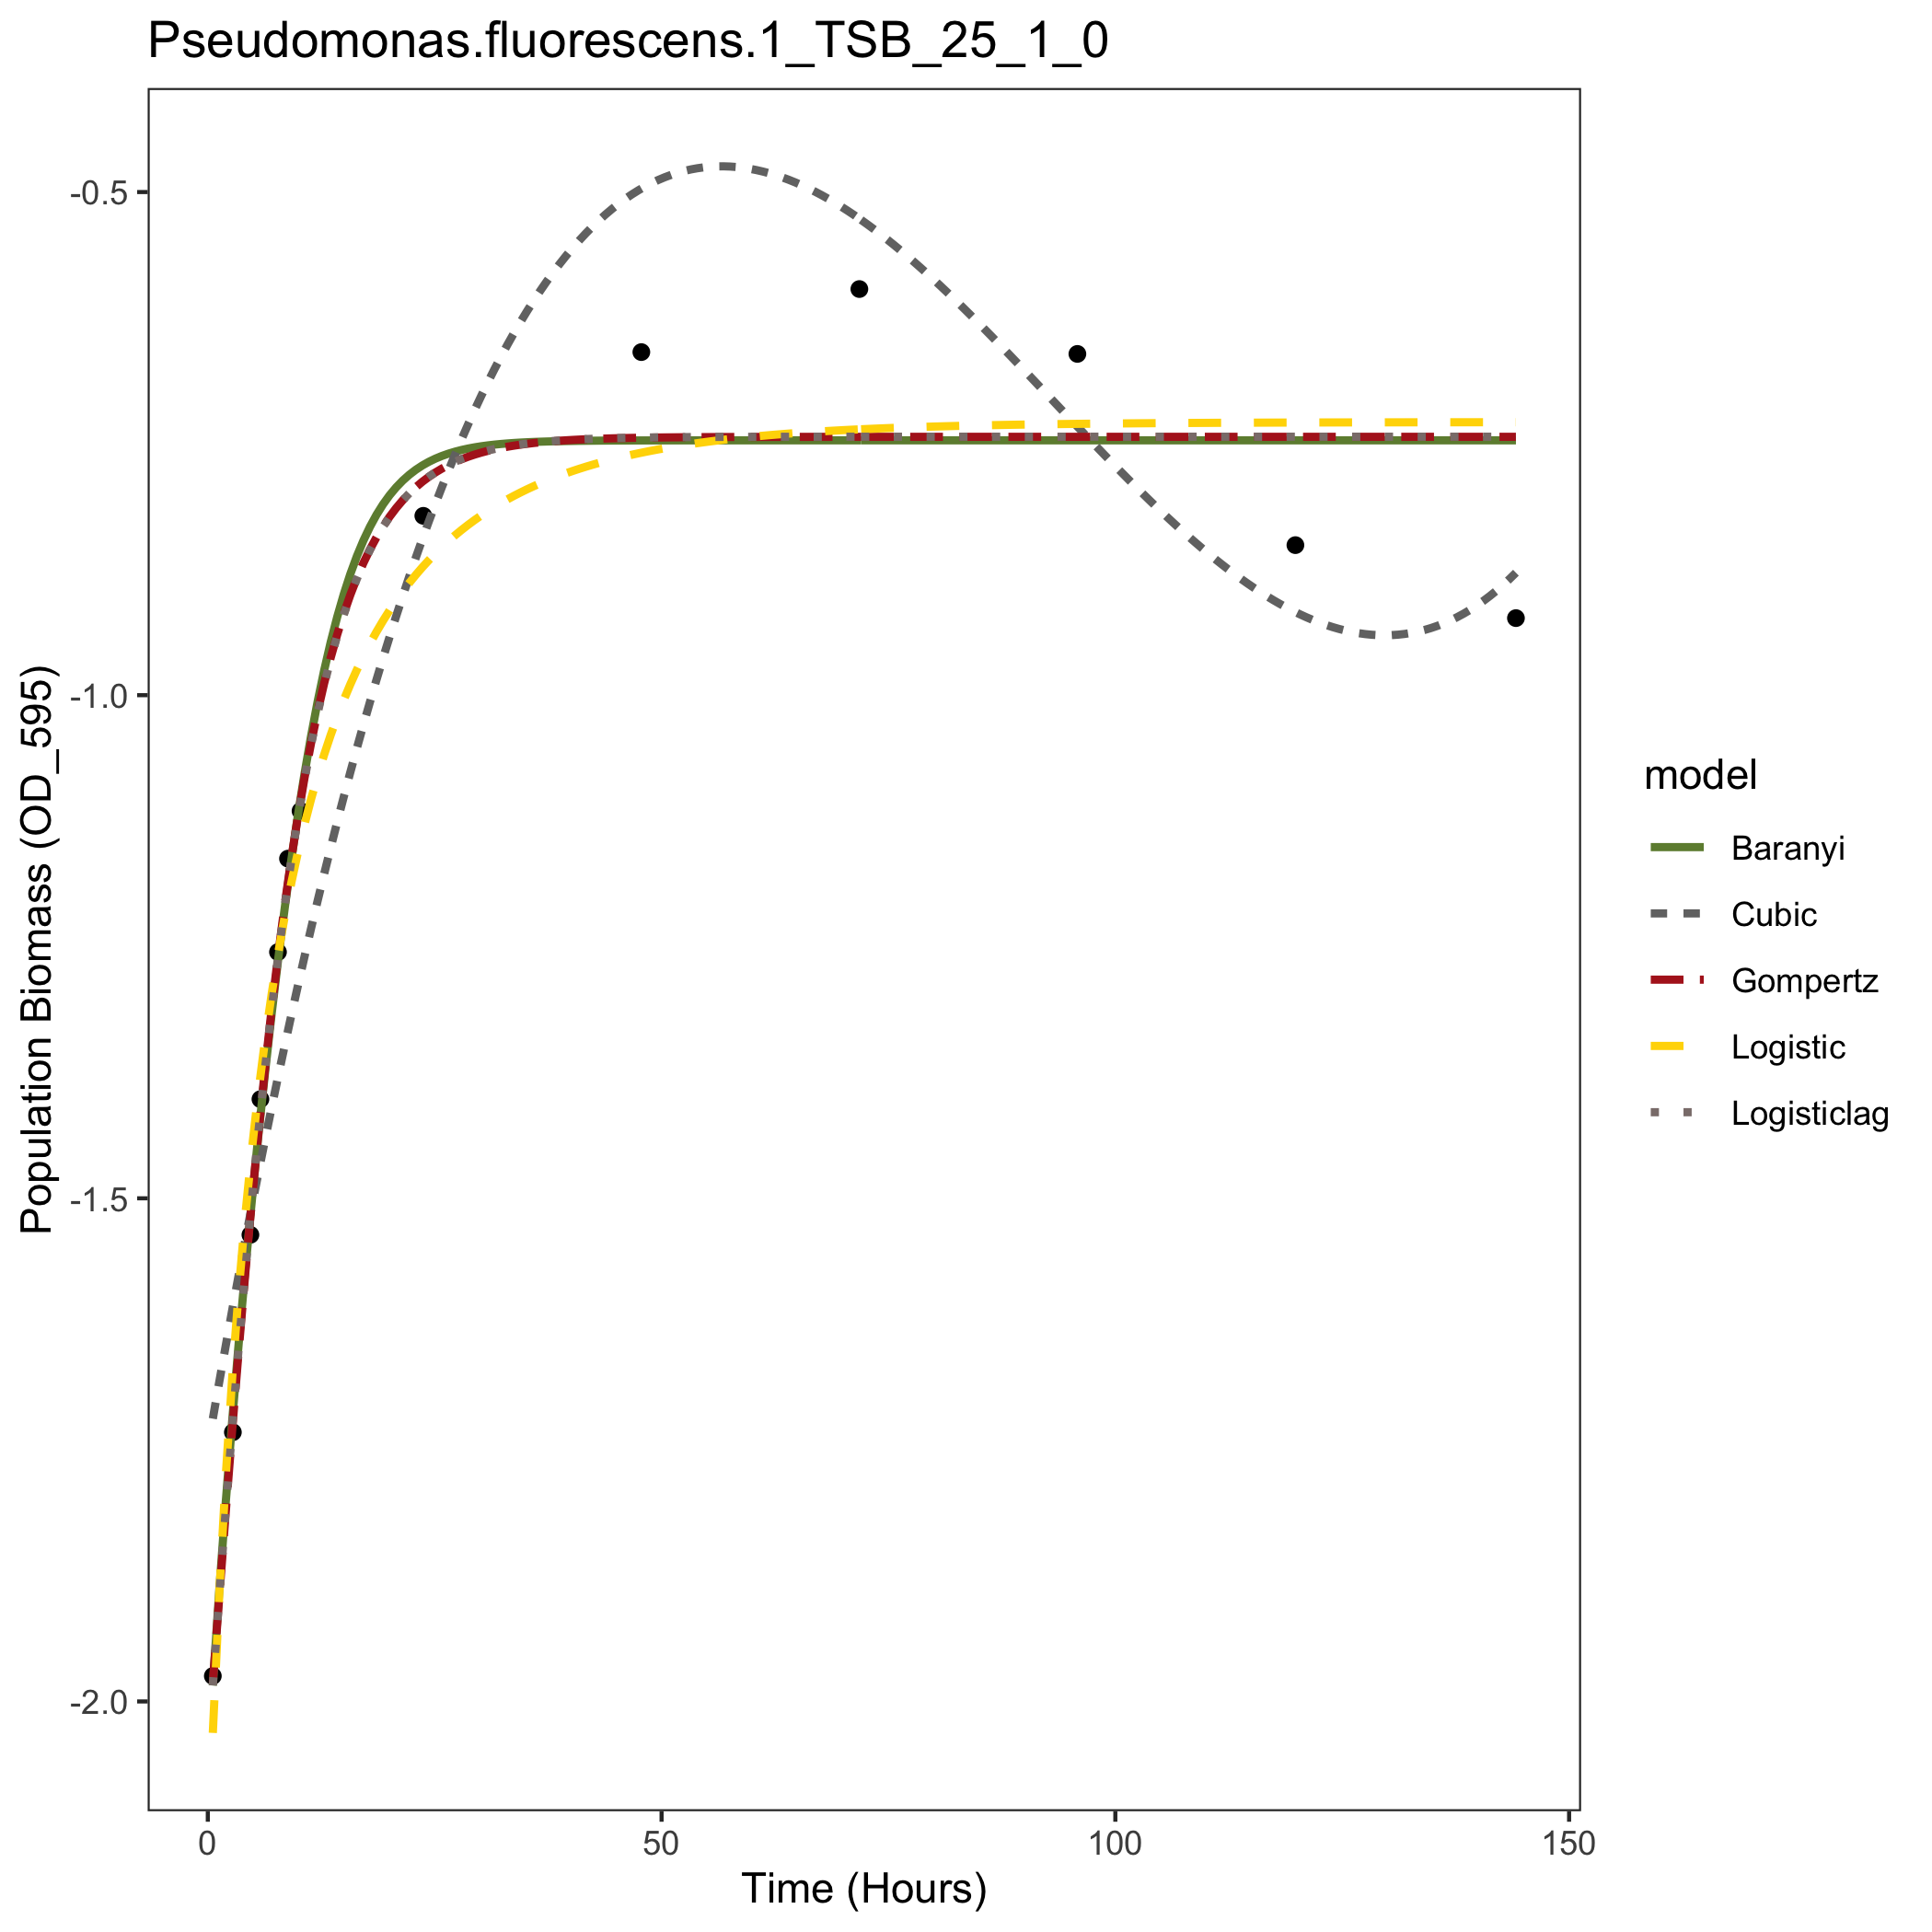 Pseudomonas.fluorescens.1_TSB_25_1_0
-0.5
-1.0
-1.5
-2.0
Population Biomass (OD_595)
0 50 100 150
Time (Hours)
model
Baranyi
Cubic
Gompertz
Logistic
Logisticlag